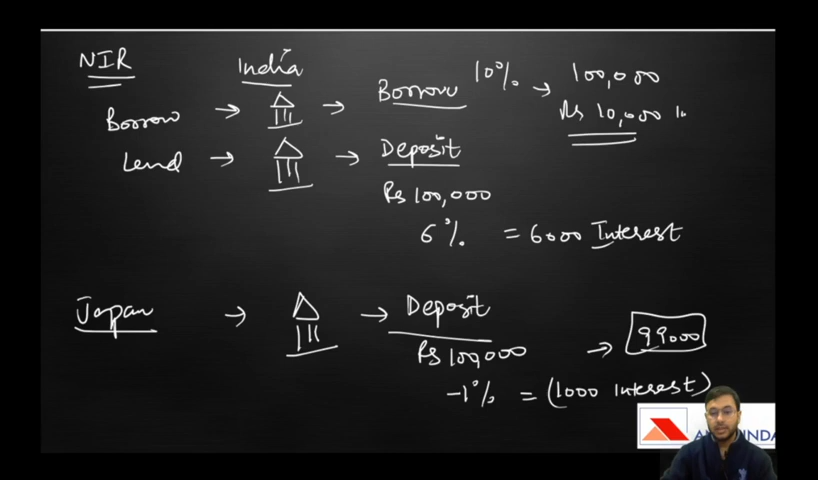 NIR
India
Borrow → → Borrow 10% → 100,000
Rs 10,000
Lend → → Deposit
Rs 100,000
6% = 6000 Interest
Japan → → Deposit
Rs 100,000 → 99000
-1% = (1000 interest)